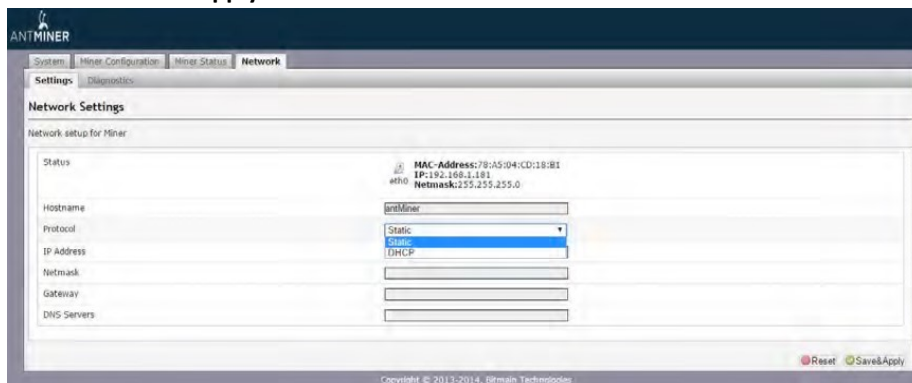 ANTMINER
System Miner Configuration Miner Status Network
Settings Diagnostics
Network Settings
Network setup for Miner
Status
MAC-Address:78:A5:04:CD:18:B1
IP:192.168.1.181
eth0 Netmask:255.255.255.0
Hostname antMiner
Protocol Static
Static
IP Address DHCP
Netmask
Gateway
DNS Servers
Reset Save&Apply
Copyright © 2013-2014, Bitmain Technologies